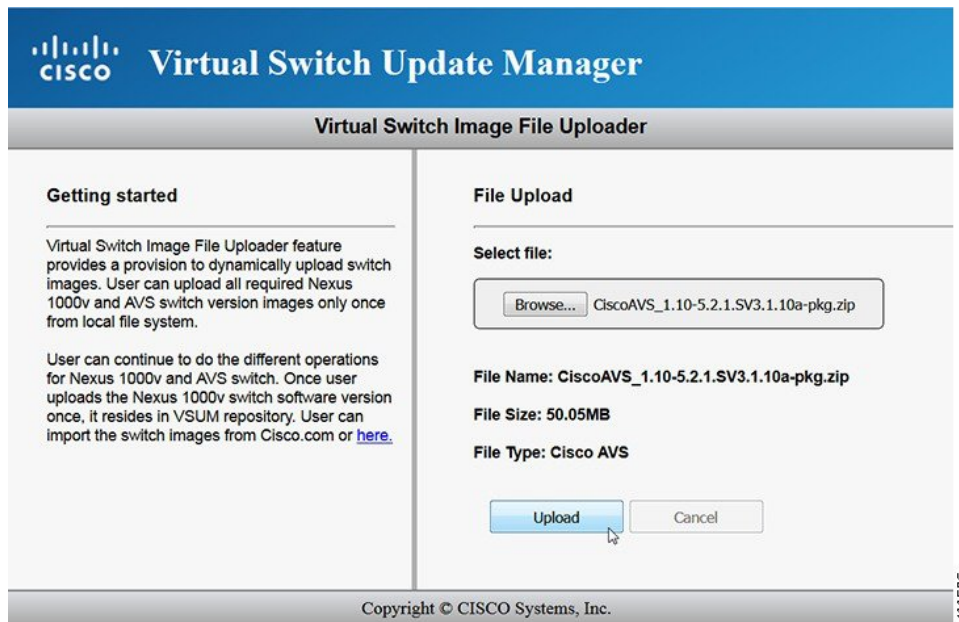 CISCO
Virtual Switch Update Manager
Virtual Switch Image File Uploader
Getting started
Virtual Switch Image File Uploader feature
provides a provision to dynamically upload switch
images. User can upload all required Nexus
1000v and AVS switch version images only once
from local file system.
User can continue to do the different operations
for Nexus 1000v and AVS switch. Once user
uploads the Nexus 1000v switch software version
once, it resides in VSUM repository. User can
import the switch images from Cisco.com or here.
File Upload
Select file:
Browse... CiscoAVS_1.10-5.2.1.SV3.1.10a-pkg.zip
File Name: CiscoAVS_1.10-5.2.1.SV3.1.10a-pkg.zip
File Size: 50.05MB
File Type: Cisco AVS
Upload Cancel
Copyright © CISCO Systems, Inc.